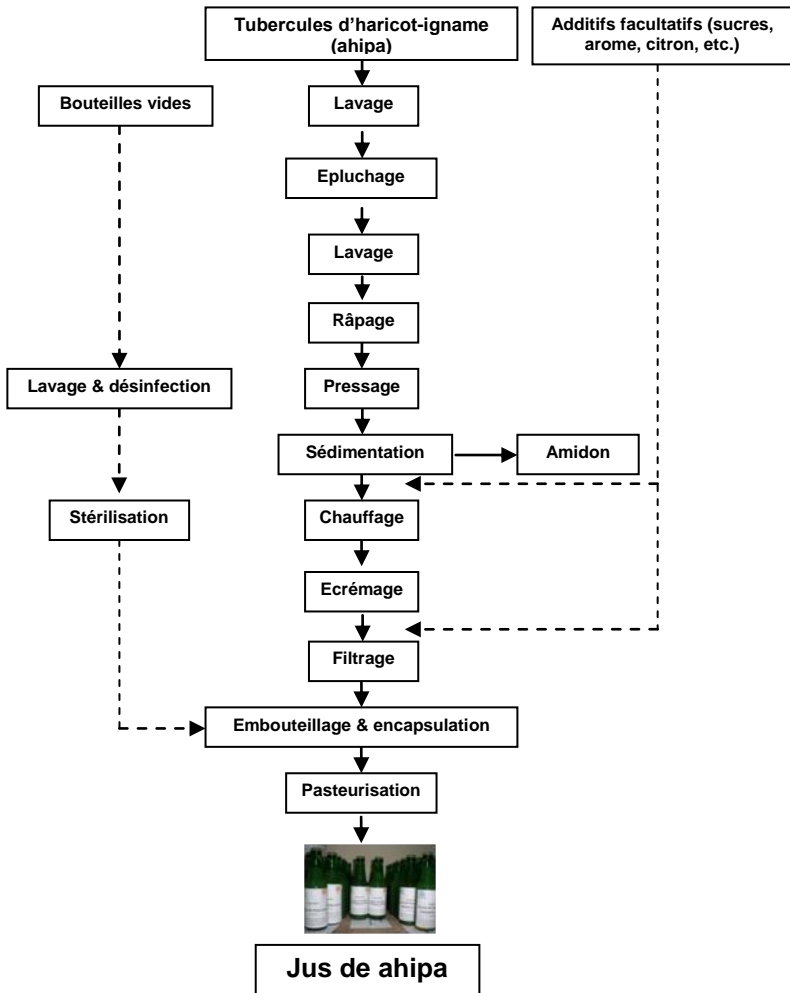 Tubercules d'haricot-igname
(ahipa)
Additifs facultatifs (sucres,
arome, citron, etc.)
Bouteilles vides
Lavage
Epluchage
Lavage
Râpage
Lavage & désinfection
Pressage
Sédimentation
Amidon
Stérilisation
Chauffage
Ecrémage
Filtrage
Embouteillage & encapsulation
Pasteurisation
Jus de ahipa